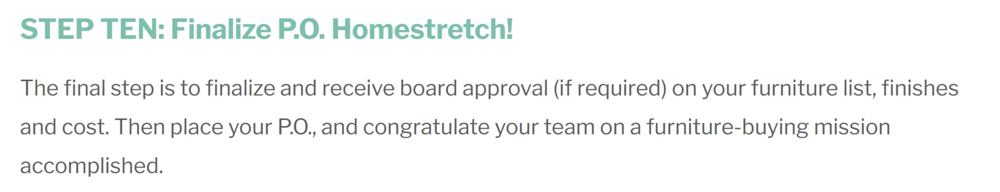 STEP TEN: Finalize P.O. Homestretch!
The final step is to finalize and receive board approval (if required) on your furniture list, finishes
and cost. Then place your P.O., and congratulate your team on a furniture-buying mission
accomplished.